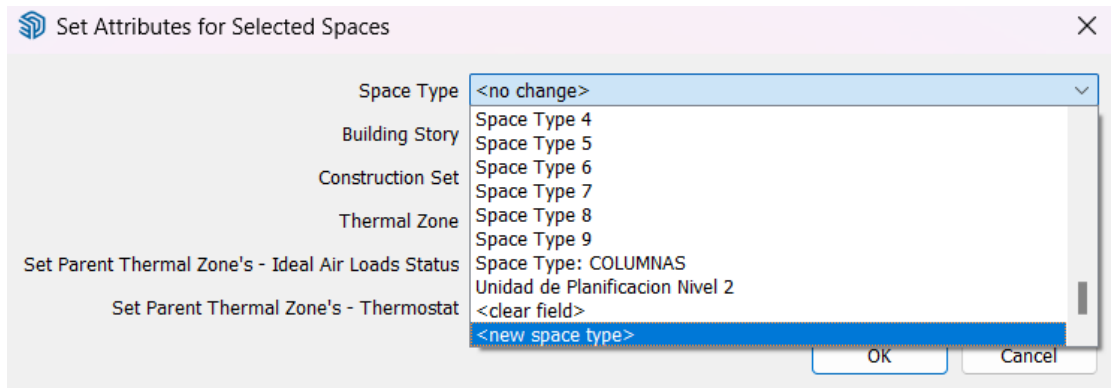 Set Attributes for Selected Spaces
Space Type <no change>
Space Type 4
Building Story
Space Type 5
Space Type 6
Construction Set
Space Type 7
Thermal Zone
Space Type 8
Space Type 9
Set Parent Thermal Zone's - Ideal Air Loads Status
Space Type: COLUMNAS
Unidad de Planificacion Nivel 2
Set Parent Thermal Zone's - Thermostat
<clear field>
<new space type>
OK Cancel